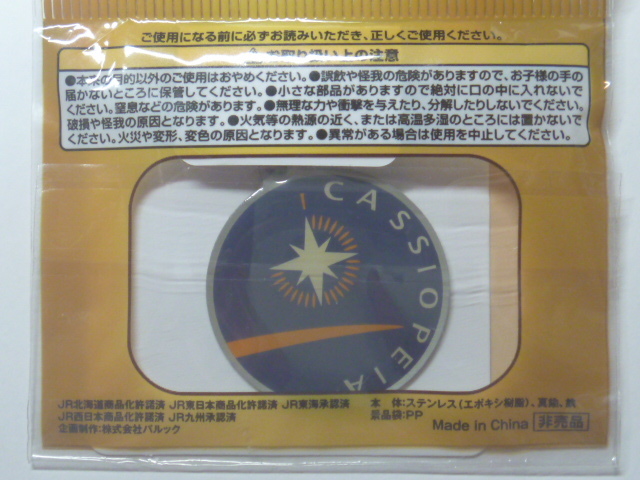 ご使用になる前に必ずお読みいただき、正しくご使用ください。
お取り扱い上の注意
●本来の目的以外のご使用はおやめください。●誤飲や怪我の危険がありますので、お子様の手の
届かないところに保管してください。●小さな部品がありますので絶対に口の中に入れないで
ください。窒息などの危険があります。●無理な力や衝撃を与えたり、分解したりしないでください。
破損や怪我の原因となります。●火気等の熱源の近く、または高温多湿のところには置かないで
ください。火災や変形、変色の原因となります。●異常がある場合は使用を中止してください。
CASSIOPEIA
JR北海道商品化許諾済 JR東日本商品化許諾済 JR東海承認済
JR西日本商品化許諾済 JR九州承認済
企画制作:株式会社バルック
本 体:ステンレス(エポキシ樹脂)、真鍮、鉄
景品袋:PP
Made in China 非売品